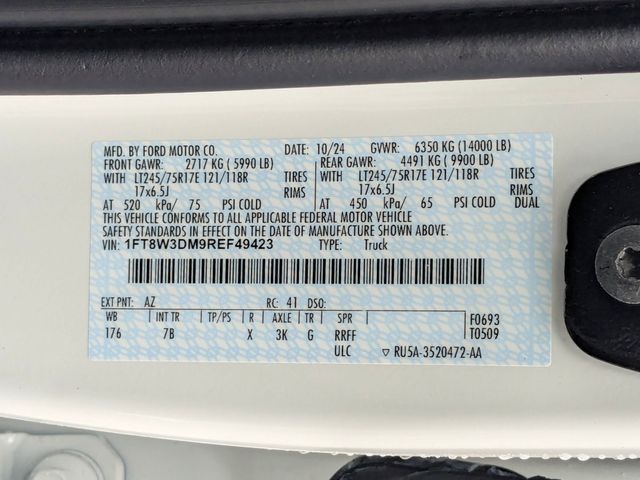 MFD. BY FORD MOTOR CO. DATE: 10/24 GVWR: 6350 KG (14000 LB)
FRONT GAWR: 2717 KG (5990 LB) REAR GAWR: 4491 KG (9900 LB)
WITH LT245/75R17E 121/118R TIRES WITH LT245/75R17E 121/118R TIRES
17x6.5J RIMS 17x6.5J RIMS
AT 520 kPa/ 75 PSI COLD AT 450 kPa/ 65 PSI COLD DUAL
THIS VEHICLE CONFORMS TO ALL APPLICABLE FEDERAL MOTOR VEHICLE
SAFETY STANDARDS IN EFFECT ON THE DATE OF MANUFACTURE SHOWN ABOVE.
VIN: 1FT8W3DM9REF49423 TYPE: Truck
EXT PNT: AZ RC: 41 DSO:
WB INT TR TP/PS R AXLE TR SPR F0693
176 7B X 3K G RRFF T0509
ULC ▽ RU5A-3520472-AA